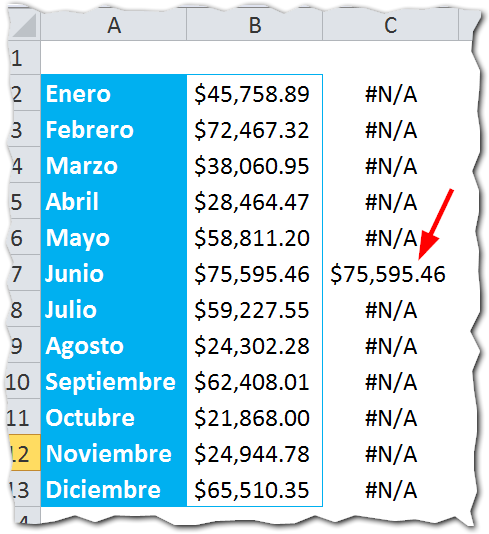 A B C
1
2 Enero $45,758.89 #N/A
3 Febrero $72,467.32 #N/A
4 Marzo $38,060.95 #N/A
5 Abril $28,464.47 #N/A
6 Mayo $58,811.20 #N/A
7 Junio $75,595.46 $75,595.46
8 Julio $59,227.55 #N/A
9 Agosto $24,302.28 #N/A
10 Septiembre $62,408.01 #N/A
11 Octubre $21,868.00 #N/A
12 Noviembre $24,944.78 #N/A
13 Diciembre $65,510.35 #N/A